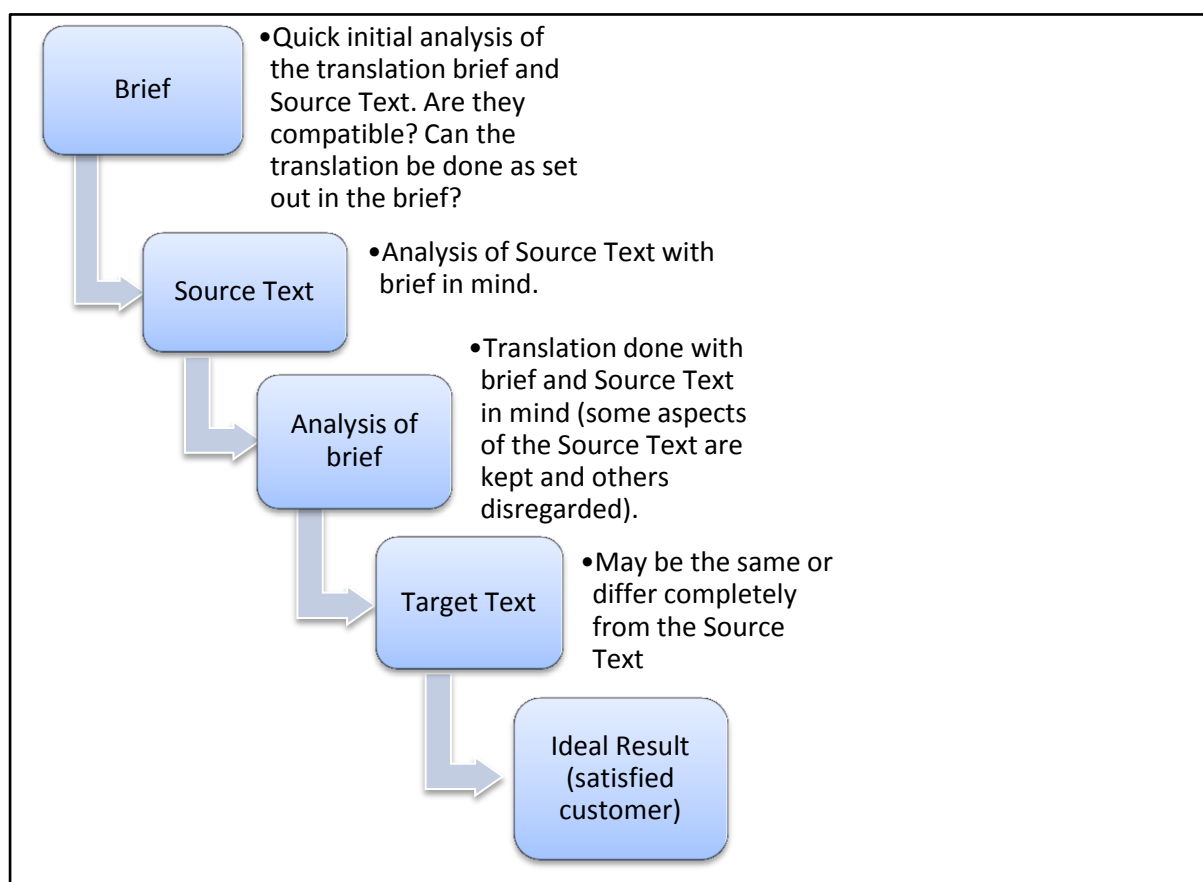 Brief
•Quick initial analysis of
the translation brief and
Source Text. Are they
compatible? Can the
translation be done as set
out in the brief?
Source Text
•Analysis of Source Text with
brief in mind.
Analysis of
brief
•Translation done with
brief and Source Text
in mind (some aspects
of the Source Text are
kept and others
disregarded).
Target Text
•May be the same or
differ completely
from the Source
Text
Ideal Result
(satisfied
customer)